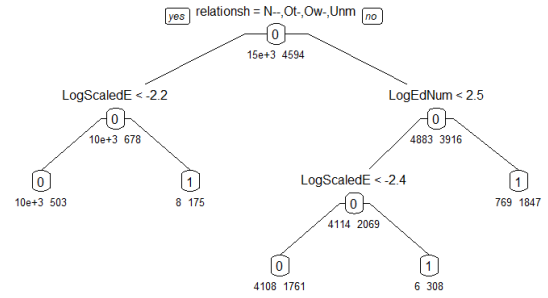 yes relationsh = N--,Ot-,Ow-,Unm no
0
15e+3 4594
LogScaledE < -2.2 LogEdNum < 2.5
0 0
10e+3 678 4883 3916
LogScaledE < -2.4
0 1 0 1
10e+3 503 8 175 4114 2069 769 1847
0 1
4108 1761 6 308